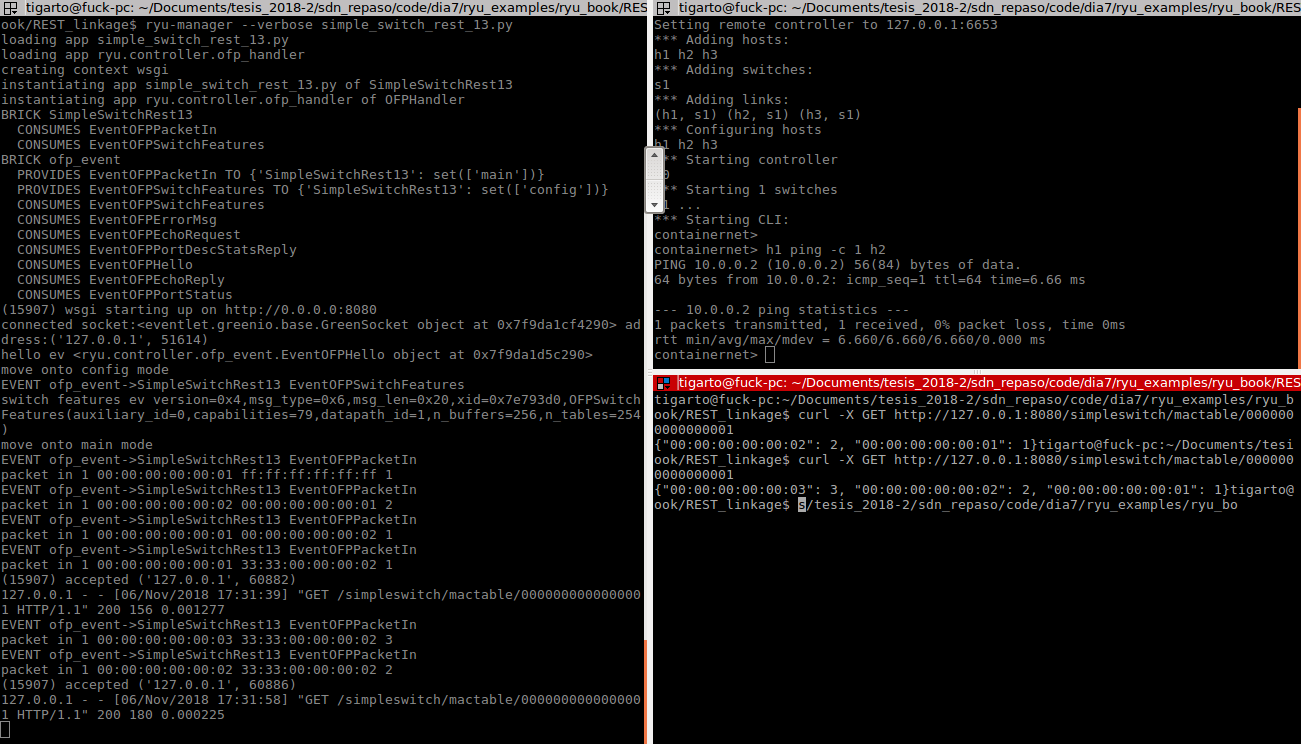 tigarto@fuck-pc: ~/Documents/tesis_2018-2/sdn_repaso/code/dia7/ryu_examples/ryu_book/RES
ook/REST_linkage$ ryu-manager --verbose simple_switch_rest_13.py
loading app simple_switch_rest_13.py
loading app ryu.controller.ofp_handler
creating context wsgi
instantiating app simple_switch_rest_13.py of SimpleSwitchRest13
instantiating app ryu.controller.ofp_handler of OFPHandler
BRICK SimpleSwitchRest13
  CONSUMES EventOFPPacketIn
  CONSUMES EventOFPSwitchFeatures
BRICK ofp_event
  PROVIDES EventOFPPacketIn TO {'SimpleSwitchRest13': set(['main'])}
  PROVIDES EventOFPSwitchFeatures TO {'SimpleSwitchRest13': set(['config'])}
  CONSUMES EventOFPSwitchFeatures
  CONSUMES EventOFPErrorMsg
  CONSUMES EventOFPEchoRequest
  CONSUMES EventOFPPortDescStatsReply
  CONSUMES EventOFPHello
  CONSUMES EventOFPEchoReply
  CONSUMES EventOFPPortStatus
(15907) wsgi starting up on http://0.0.0.0:8080
connected socket:<eventlet.greenio.base.GreenSocket object at 0x7f9da1cf4290> ad
dress:('127.0.0.1', 51614)
hello ev <ryu.controller.ofp_event.EventOFPHello object at 0x7f9da1d5c290>
move onto config mode
EVENT ofp_event->SimpleSwitchRest13 EventOFPSwitchFeatures
switch features ev version=0x4,msg_type=0x6,msg_len=0x20,xid=0x7e793d0,OFPSwitch
Features(auxiliary_id=0,capabilities=79,datapath_id=1,n_buffers=256,n_tables=254
)
move onto main mode
EVENT ofp_event->SimpleSwitchRest13 EventOFPPacketIn
packet in 1 00:00:00:00:00:01 ff:ff:ff:ff:ff:ff 1
EVENT ofp_event->SimpleSwitchRest13 EventOFPPacketIn
packet in 1 00:00:00:00:00:02 00:00:00:00:00:01 2
EVENT ofp_event->SimpleSwitchRest13 EventOFPPacketIn
packet in 1 00:00:00:00:00:01 00:00:00:00:00:02 1
EVENT ofp_event->SimpleSwitchRest13 EventOFPPacketIn
packet in 1 00:00:00:00:00:01 33:33:00:00:00:02 1
(15907) accepted ('127.0.0.1', 60882)
127.0.0.1 - - [06/Nov/2018 17:31:39] "GET /simpleswitch/mactable/000000000000000
1 HTTP/1.1" 200 156 0.001277
EVENT ofp_event->SimpleSwitchRest13 EventOFPPacketIn
packet in 1 00:00:00:00:00:03 33:33:00:00:00:02 3
EVENT ofp_event->SimpleSwitchRest13 EventOFPPacketIn
packet in 1 00:00:00:00:00:02 33:33:00:00:00:02 2
(15907) accepted ('127.0.0.1', 60886)
127.0.0.1 - - [06/Nov/2018 17:31:58] "GET /simpleswitch/mactable/000000000000000
1 HTTP/1.1" 200 180 0.000225
tigarto@fuck-pc: ~/Documents/tesis_2018-2/sdn_repaso/code/dia7/ryu_examples/ryu_book/RES
Setting remote controller to 127.0.0.1:6653
*** Adding hosts:
h1 h2 h3
*** Adding switches:
s1
*** Adding links:
(h1, s1) (h2, s1) (h3, s1)
*** Configuring hosts
h1 h2 h3
** Starting controller
0
** Starting 1 switches
1 ...
*** Starting CLI:
containernet>
containernet> h1 ping -c 1 h2
PING 10.0.0.2 (10.0.0.2) 56(84) bytes of data.
64 bytes from 10.0.0.2: icmp_seq=1 ttl=64 time=6.66 ms
--- 10.0.0.2 ping statistics ---
1 packets transmitted, 1 received, 0% packet loss, time 0ms
rtt min/avg/max/mdev = 6.660/6.660/6.660/0.000 ms
containernet>
tigarto@fuck-pc: ~/Documents/tesis_2018-2/sdn_repaso/code/dia7/ryu_examples/ryu_book/RES
tigarto@fuck-pc:~/Documents/tesis_2018-2/sdn_repaso/code/dia7/ryu_examples/ryu_b
ook/REST_linkage$ curl -X GET http://127.0.0.1:8080/simpleswitch/mactable/000000
0000000001
{"00:00:00:00:00:02": 2, "00:00:00:00:00:01": 1}tigarto@fuck-pc:~/Documents/tesi
ook/REST_linkage$ curl -X GET http://127.0.0.1:8080/simpleswitch/mactable/000000
0000000001
{"00:00:00:00:00:03": 3, "00:00:00:00:00:02": 2, "00:00:00:00:00:01": 1}tigarto@
ook/REST_linkage$ s/tesis_2018-2/sdn_repaso/code/dia7/ryu_examples/ryu_bo